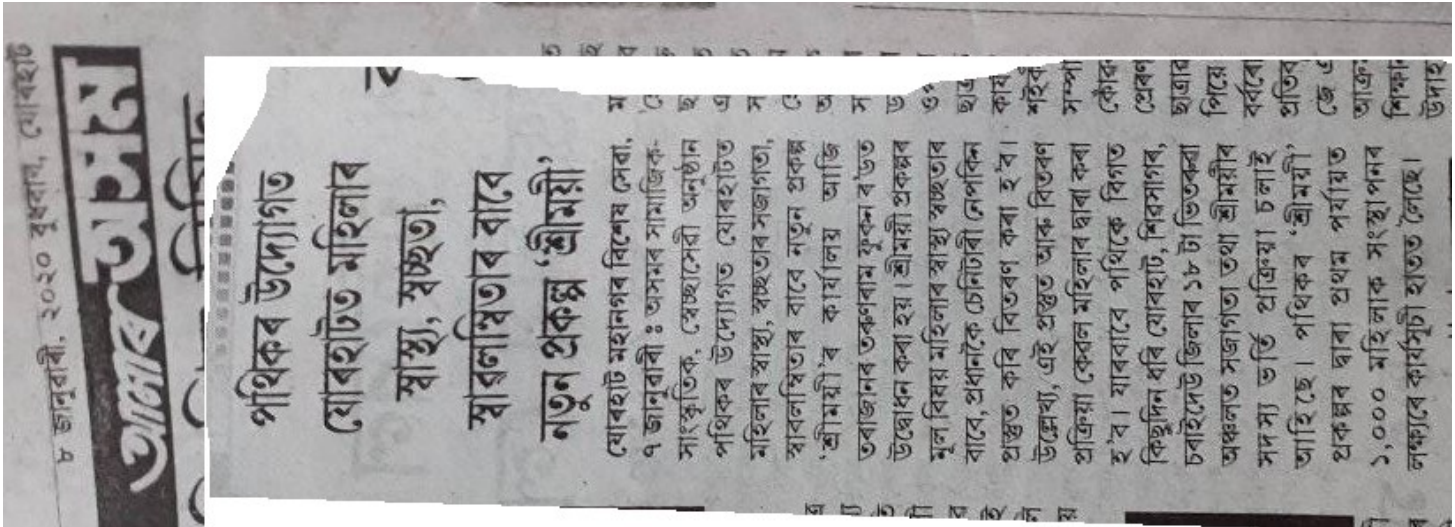 ৮ জানুৱাৰী, ২০২০ বুধবাৰ, যোৰহাট
আমাৰ অসম
পথিকৰ উদ্যোগত
যোৰহাটত মহিলাৰ
স্বাস্থ্য, স্বচ্ছতা,
স্বাৱলম্বিতাৰ বাবে
নতুন প্ৰকল্প 'শ্ৰীময়ী'
যোৰহাট মহানগৰ বিশেষ সেৱা,
৭ জানুৱাৰী ঃ অসমৰ সামাজিক-
সাংস্কৃতিক, স্বেচ্ছাসেৱী অনুষ্ঠান
পথিকৰ উদ্যোগত যোৰহাটত
মহিলাৰ স্বাস্থ্য, স্বচ্ছতাৰ সজাগতা,
স্বাৱলম্বিতাৰ বাবে নতুন প্ৰকল্প
'শ্ৰীময়ী'ৰ কাৰ্যালয় আজি
তৰাজানৰ তৰুণৰাম ফুকন ৰ'ডত
উদ্বোধন কৰা হয়। শ্ৰীময়ী প্ৰকল্পৰ
মূল বিষয় মহিলাৰ স্বাস্থ্য স্বচ্ছতাৰ
বাবে, প্ৰধানকৈ চেনিটাৰী নেপকিন
প্ৰস্তুত কৰি বিতৰণ কৰা হ'ব।
উল্লেখ্য, এই প্ৰস্তুত আৰু বিতৰণ
প্ৰক্ৰিয়া কেৱল মহিলাৰ দ্বাৰা কৰা
হ'ব। যাৰবাবে পথিকে বিগত
কিছুদিন ধৰি যোৰহাট, শিৱসাগৰ,
চৰাইদেউ জিলাৰ ১৮ টা ভিতৰুৱা
অঞ্চলত সজাগতা তথা শ্ৰীময়ীৰ
সদস্য ভৰ্তি প্ৰক্ৰিয়া চলাই
আহিছে। পথিকৰ 'শ্ৰীময়ী'
প্ৰকল্পৰ দ্বাৰা প্ৰথম পৰ্যায়ত
১,০০০ মহিলাক সংস্থাপনৰ
লক্ষ্যৰে কাৰ্যসূচী হাতত লৈছে।